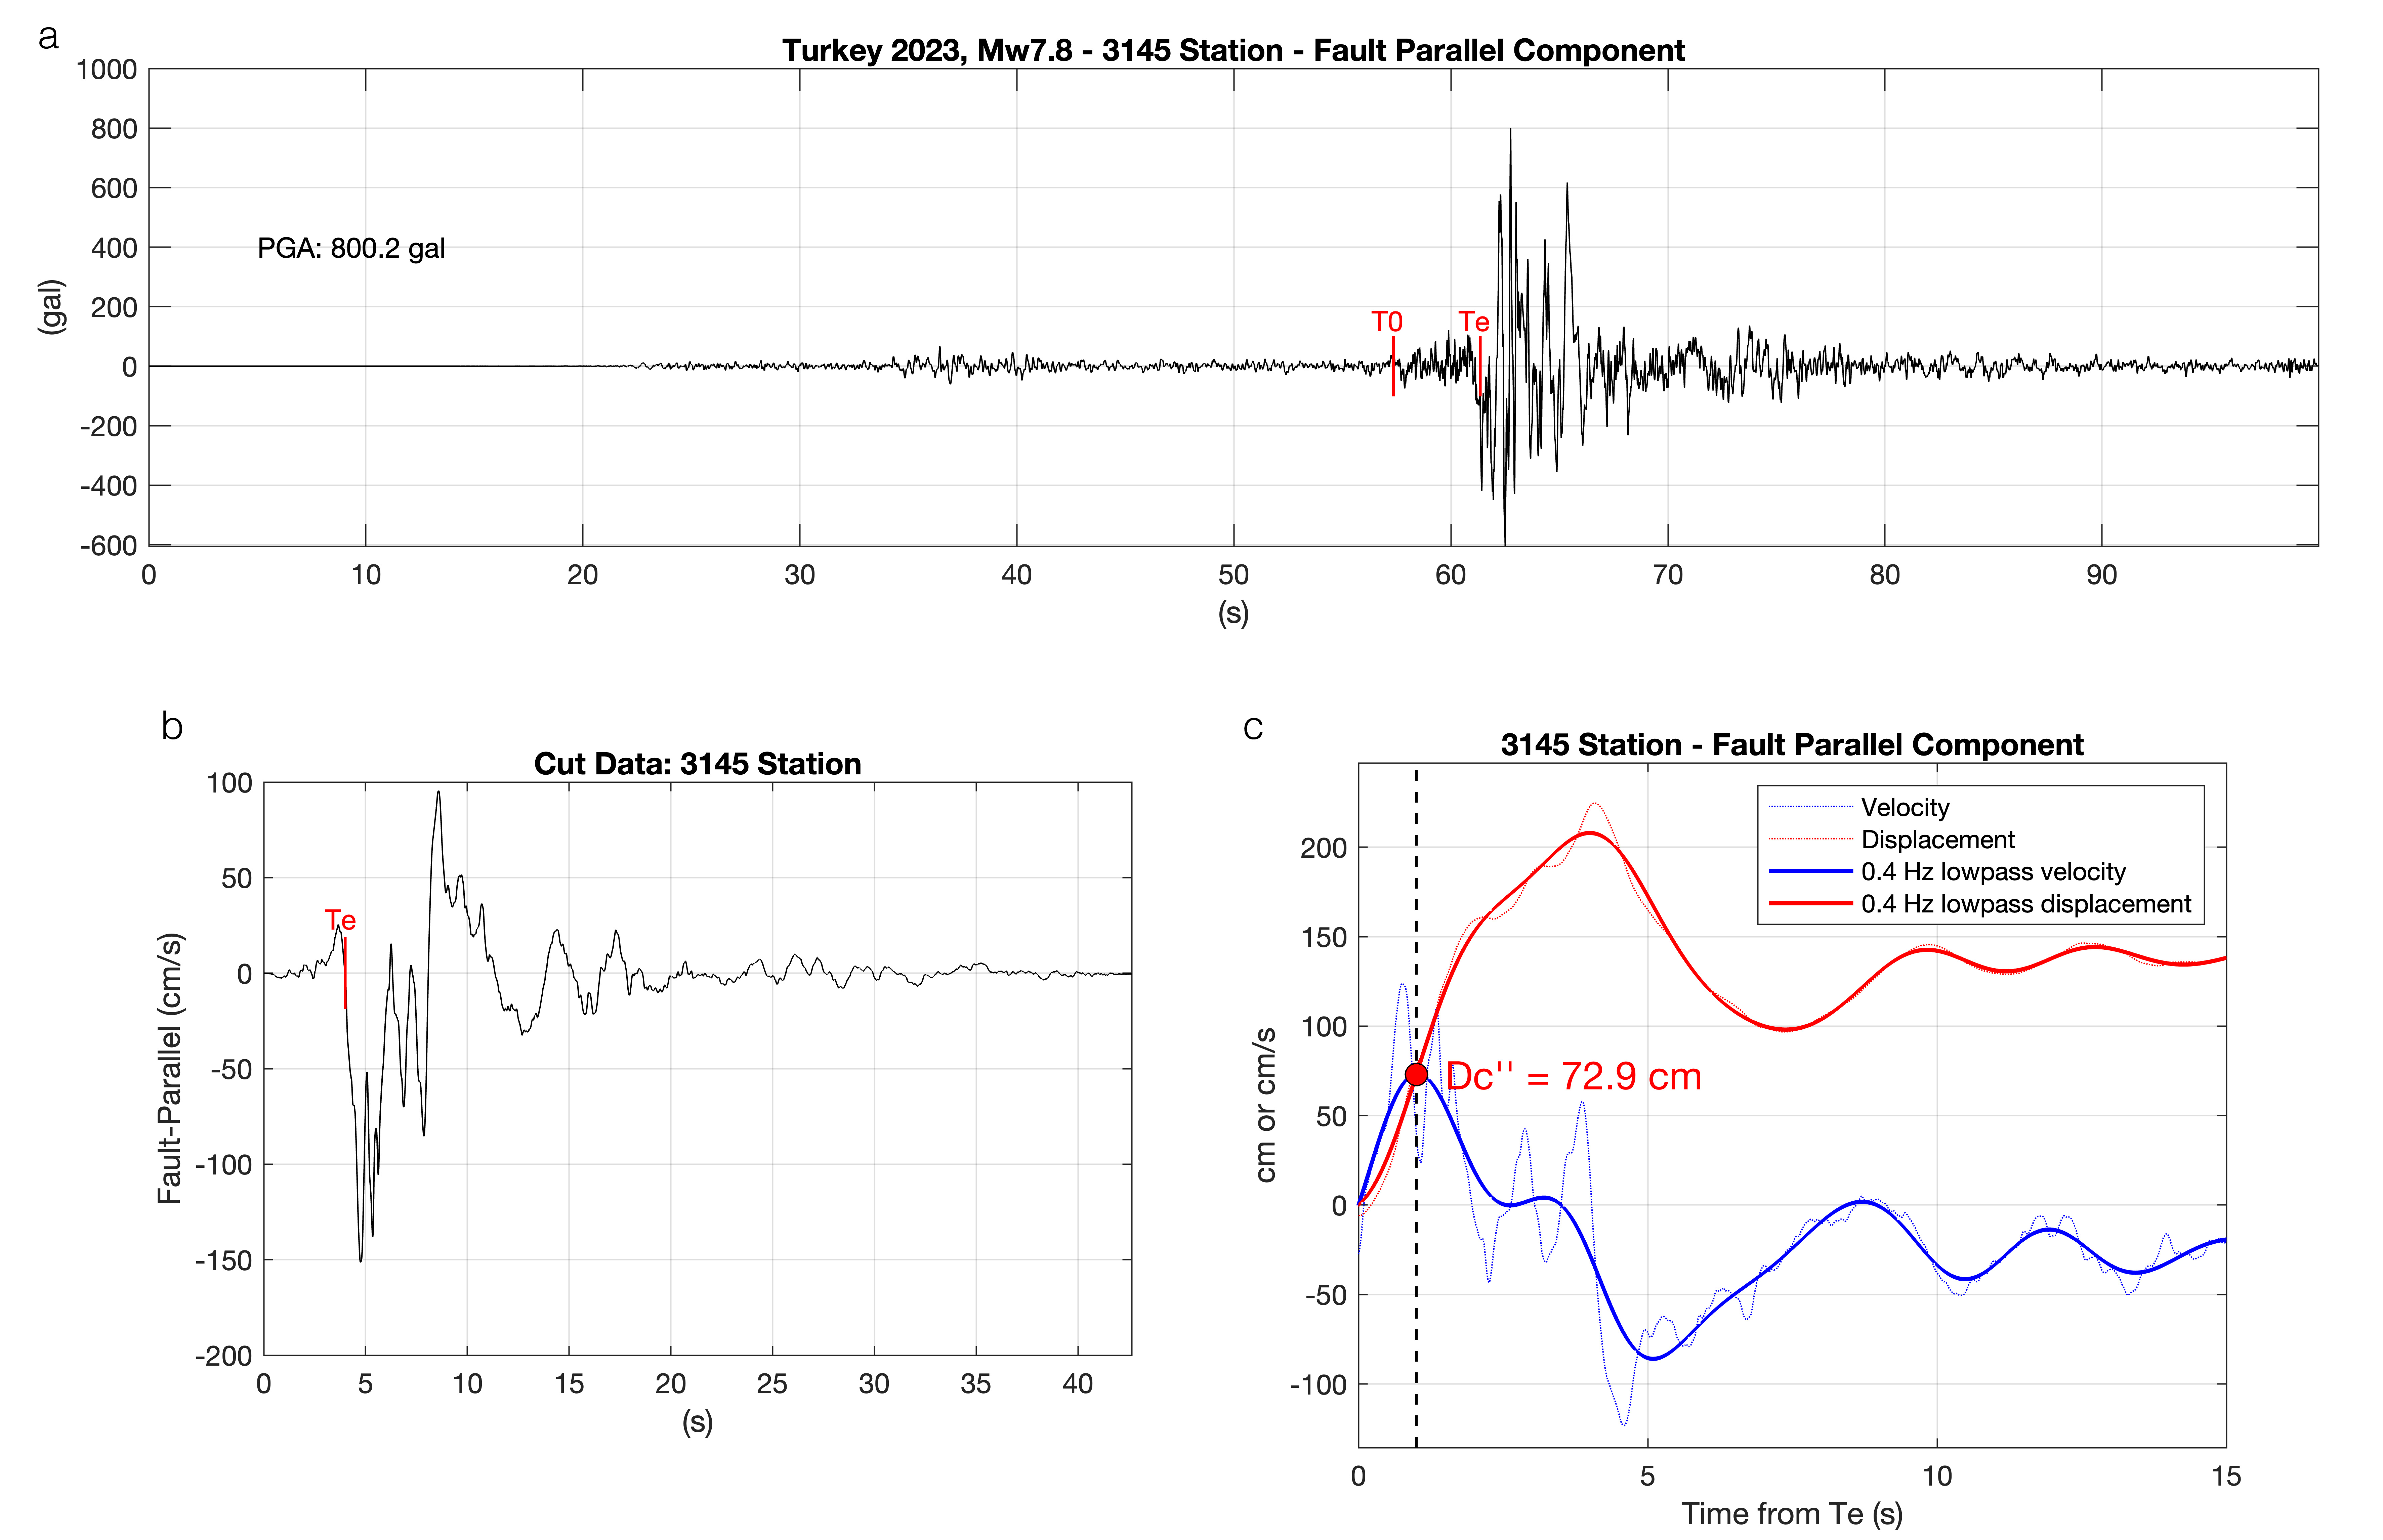 a
Turkey 2023, Mw7.8 - 3145 Station - Fault Parallel Component
1000
800
600
400
200
0
-200
-400
-600
(gal)
PGA: 800.2 gal
T0
Te
0 10 20 30 40 50 60 70 80 90
(s)
b
Cut Data: 3145 Station
100
50
0
-50
-100
-150
-200
Fault-Parallel (cm/s)
Te
0 5 10 15 20 25 30 35 40
(s)
c
3145 Station - Fault Parallel Component
Velocity
Displacement
0.4 Hz lowpass velocity
0.4 Hz lowpass displacement
200
150
100
50
0
-50
-100
cm or cm/s
Dc'' = 72.9 cm
0 5 10 15
Time from Te (s)